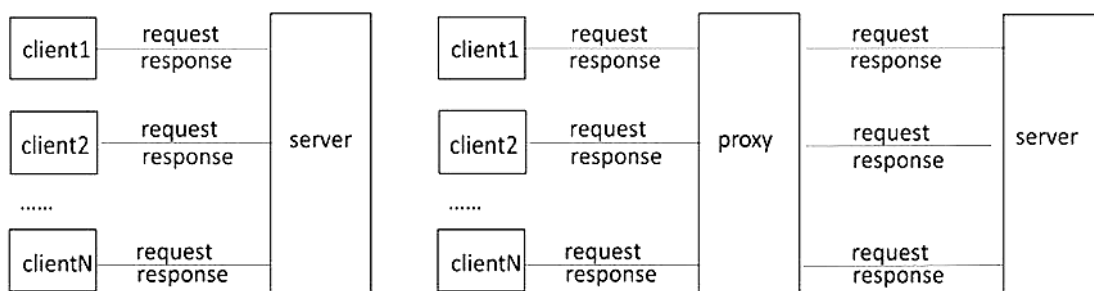 client1
request
response
client2
request
response
......
clientN
request
response
server
client1
request
response
client2
request
response
......
clientN
request
response
proxy
request
response
request
response
request
response
server